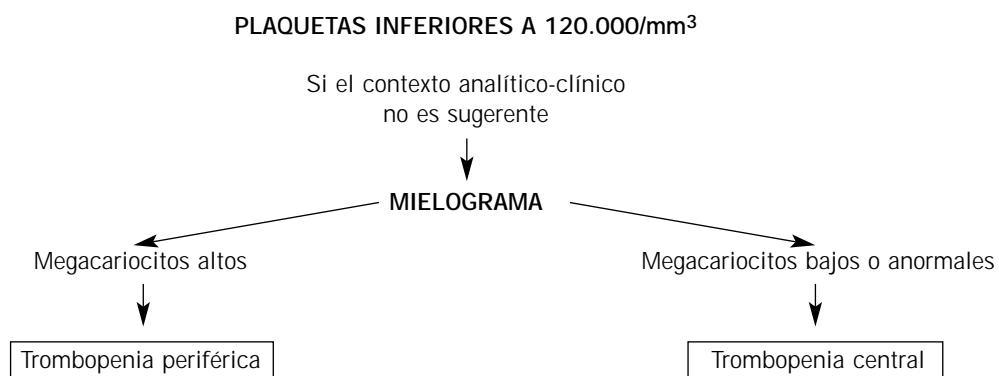 PLAQUETAS INFERIORES A 120.000/mm³
Si el contexto analítico-clínico
no es sugerente
MIELOGRAMA
Megacariocitos altos
Megacariocitos bajos o anormales
Trombopenia periférica
Trombopenia central